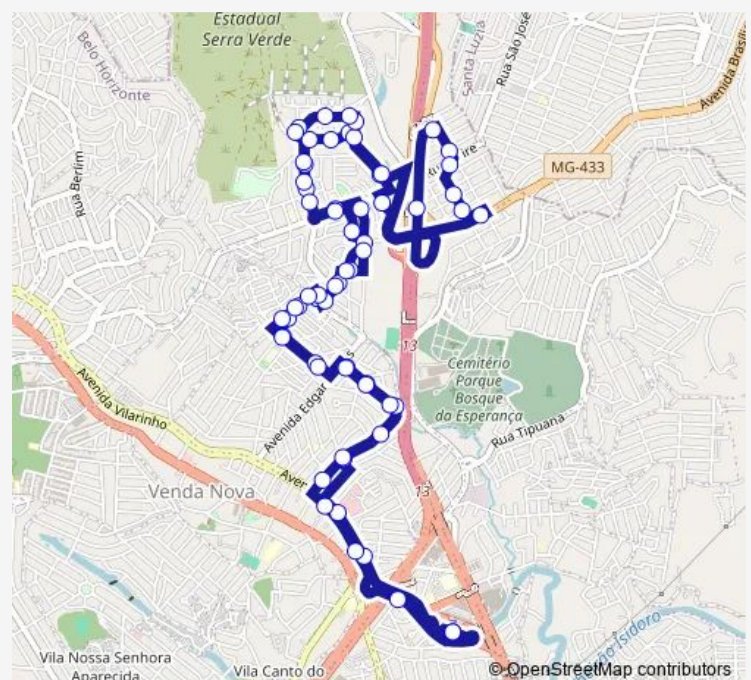 Estadual
Serra Verde
Belo Horizonte
Santa Luzia
Rua São José
Avenida Brasília
Rua Berlim
MG-433
13
Cemitério
Parque
Bosque
da Esperança
Avenida Vilarinho
Avenida Edgar
Rua Tipuana
Venda Nova
13
Vila Nossa Senhora
Aparecida
Vila Canto do
Isidoro
© OpenStreetMap contributors